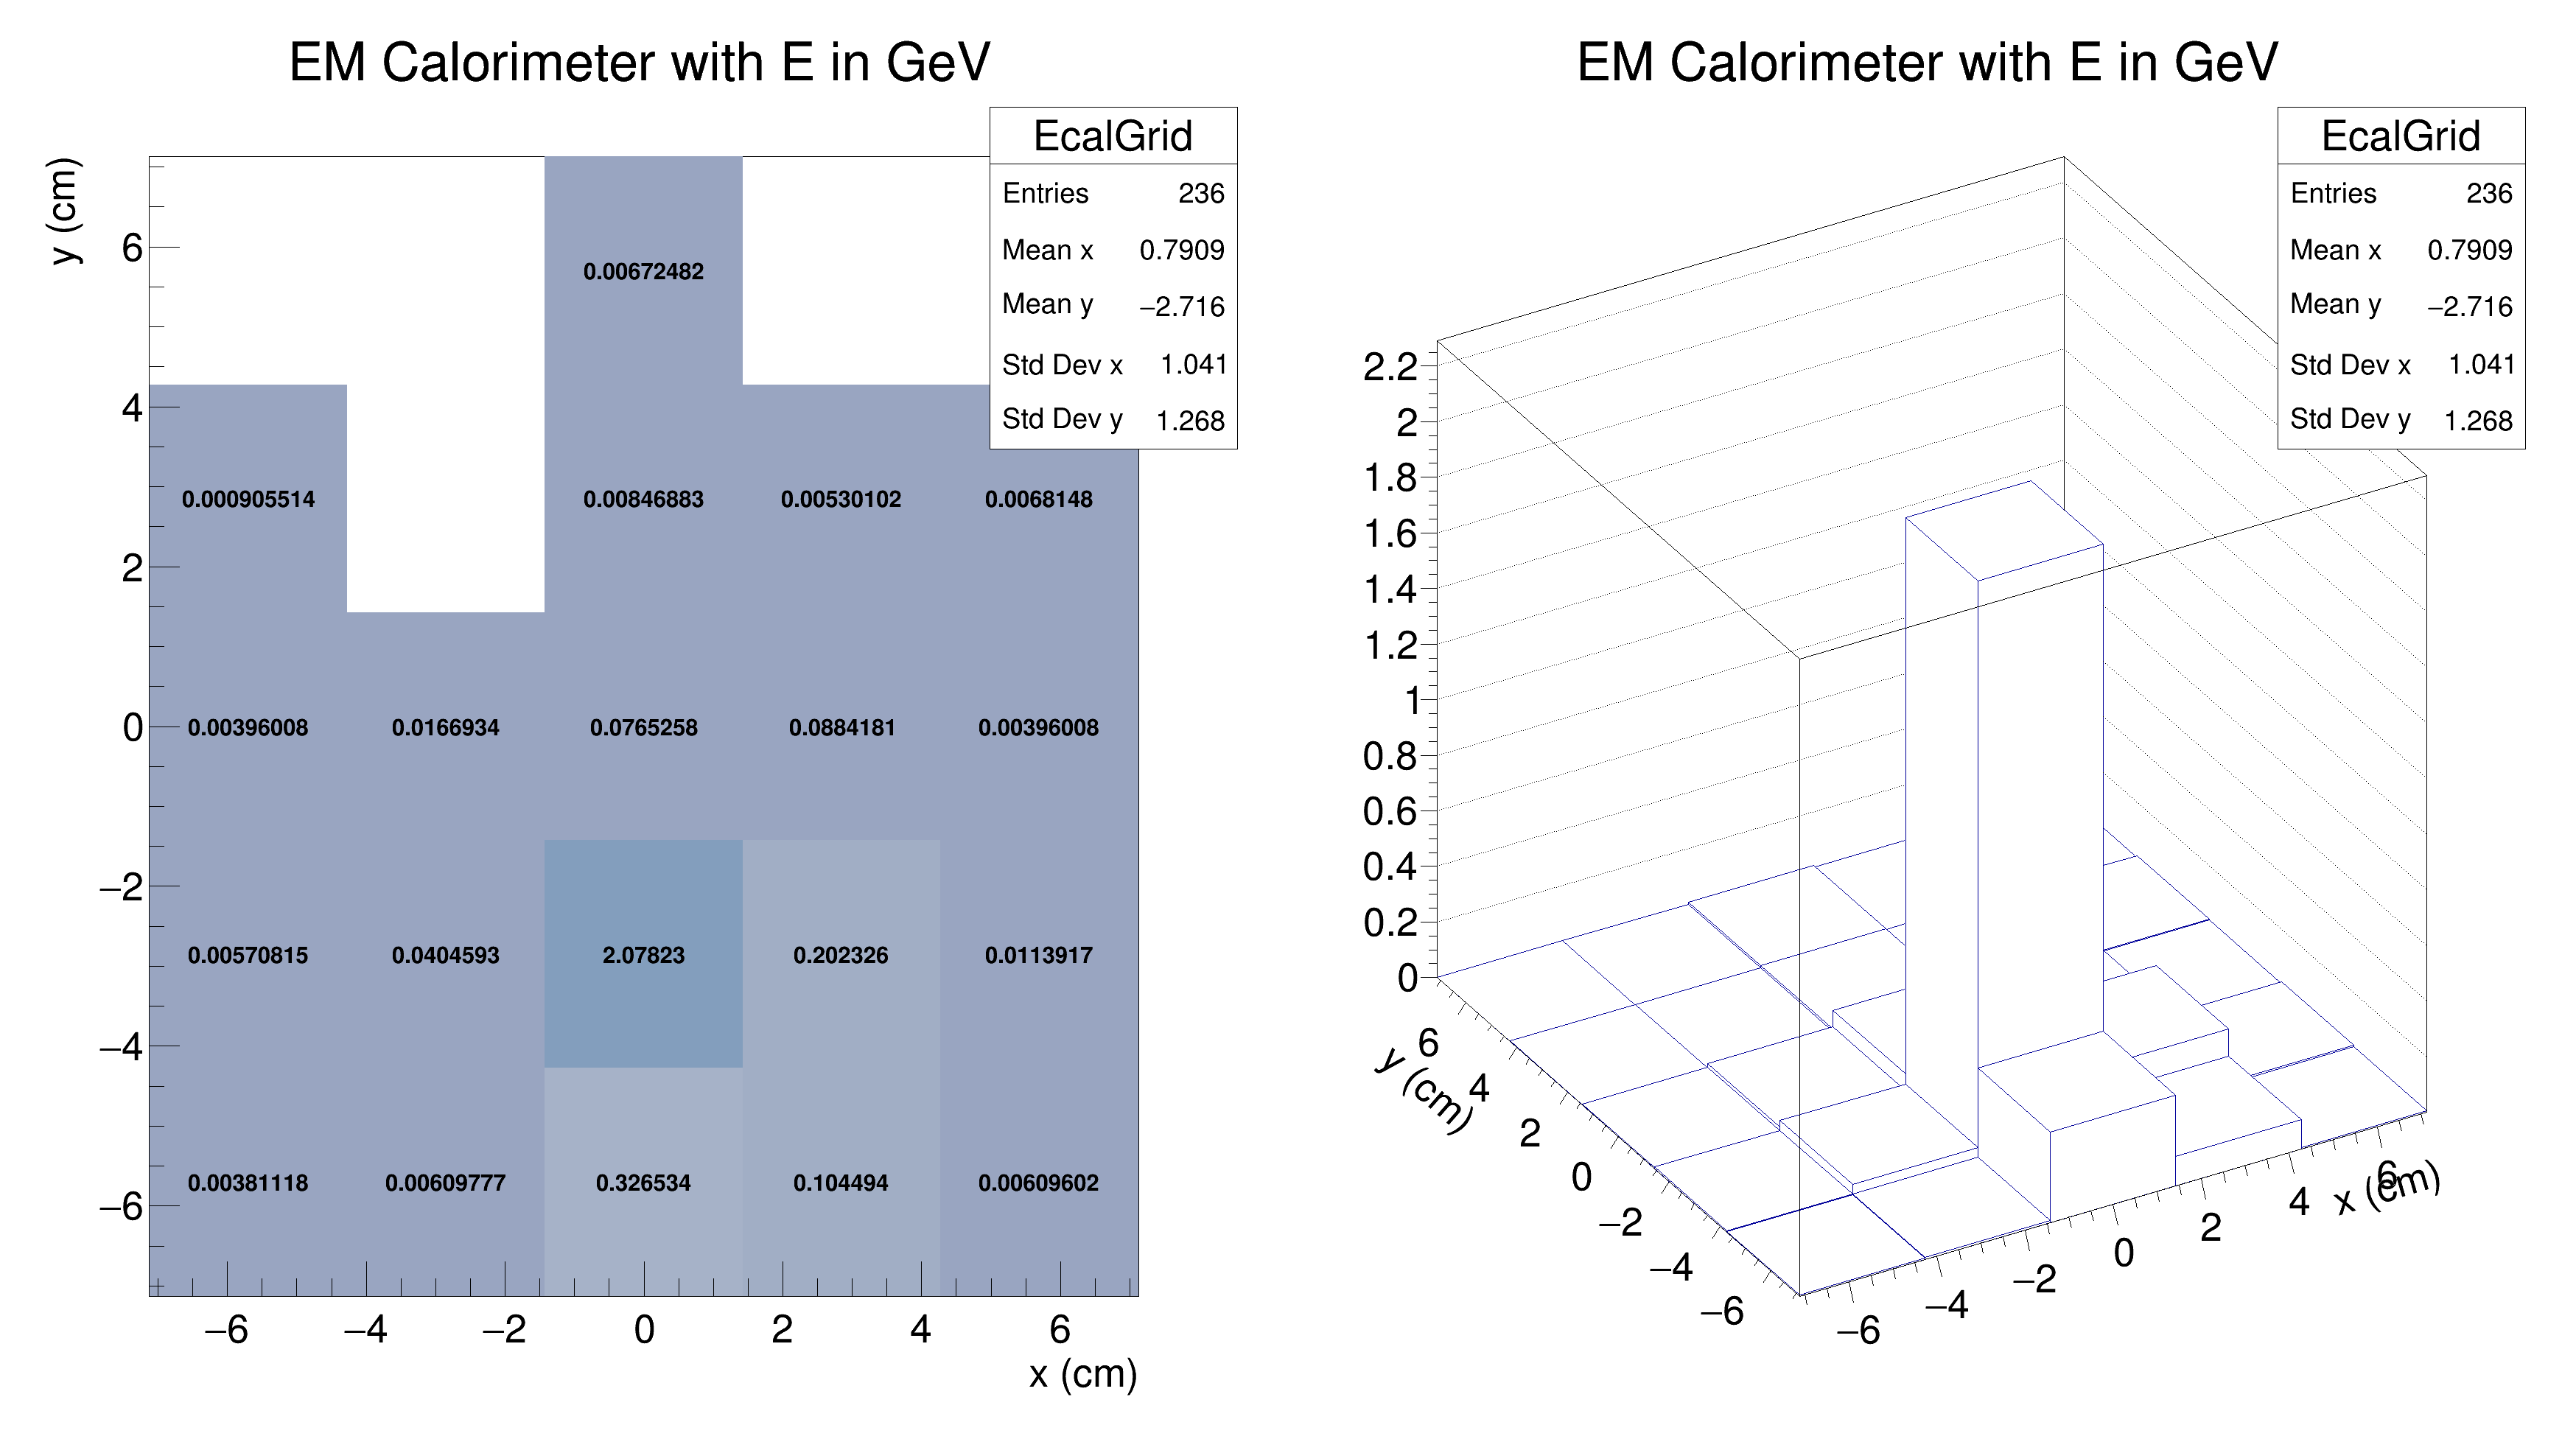 EM Calorimeter with E in GeV
EcalGrid
Entries 236
Mean x 0.7909
Mean y −2.716
Std Dev x 1.041
Std Dev y 1.268
y (cm)
6
4
2
0
−2
−4
−6
0.00672482
0.000905514 0.00846883 0.00530102 0.0068148
0.00396008 0.0166934 0.0765258 0.0884181 0.00396008
0.00570815 0.0404593 2.07823 0.202326 0.0113917
0.00381118 0.00609777 0.326534 0.104494 0.00609602
−6 −4 −2 0 2 4 6
x (cm)
EM Calorimeter with E in GeV
EcalGrid
Entries 236
Mean x 0.7909
Mean y −2.716
Std Dev x 1.041
Std Dev y 1.268
2.2
2
1.8
1.6
1.4
1.2
1
0.8
0.6
0.4
0.2
0
y (cm)
6
4
2
0
−2
−4
−6
−6
−4
−2
0
2
4
6
x (cm)